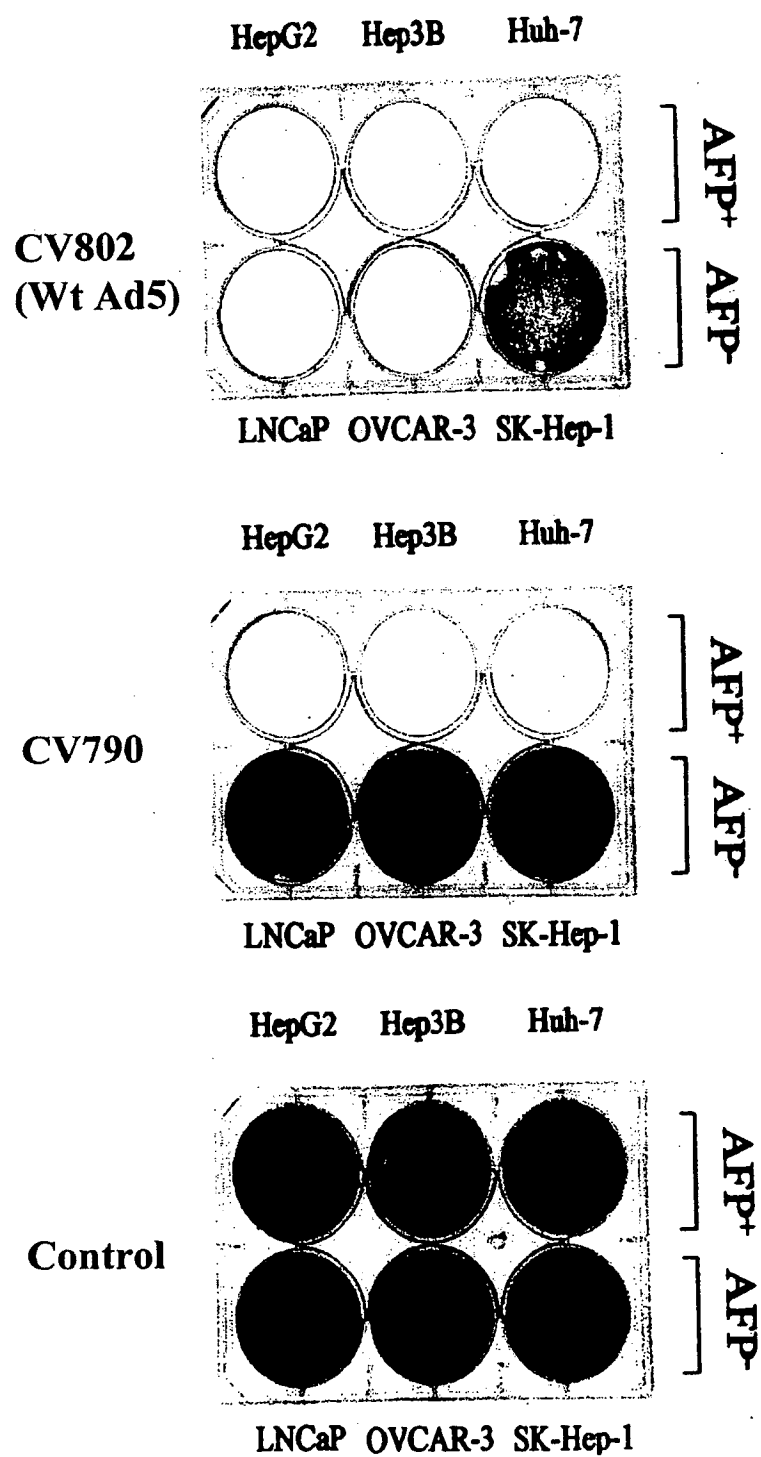 HepG2 Hep3B Huh-7
AFP+
CV802
(Wt Ad5)
AFP-
LNCaP OVCAR-3 SK-Hep-1
HepG2 Hep3B Huh-7
AFP+
CV790
AFP-
LNCaP OVCAR-3 SK-Hep-1
HepG2 Hep3B Huh-7
AFP+
Control
AFP-
LNCaP OVCAR-3 SK-Hep-1